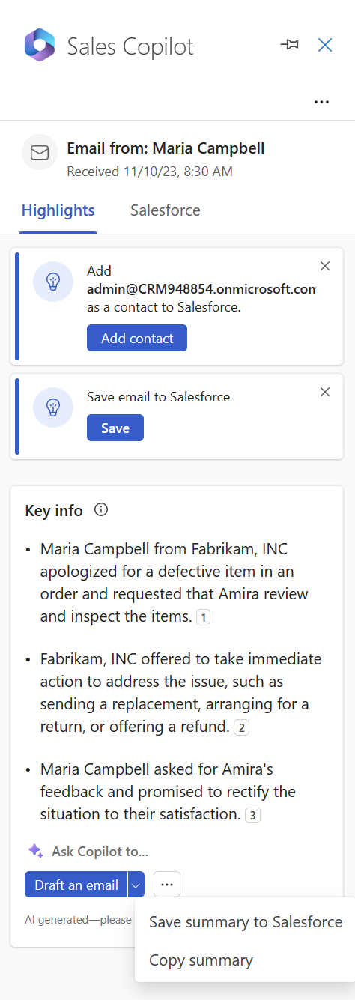 Sales Copilot
Email from: Maria Campbell
Received 11/10/23, 8:30 AM
Highlights
Salesforce
Add
admin@CRM948854.onmicrosoft.com
as a contact to Salesforce.
Add contact
Save email to Salesforce
Save
Key info
• Maria Campbell from Fabrikam, INC
apologized for a defective item in an
order and requested that Amira review
and inspect the items. 1
• Fabrikam, INC offered to take immediate
action to address the issue, such as
sending a replacement, arranging for a
return, or offering a refund. 2
• Maria Campbell asked for Amira's
feedback and promised to rectify the
situation to their satisfaction. 3
Ask Copilot to...
Draft an email
AI generated—please
Save summary to Salesforce
Copy summary